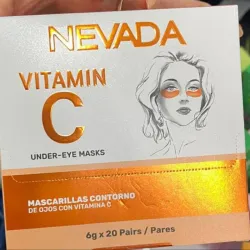 NEVADA
VITAMIN
C
UNDER-EYE MASKS
MASCARILLAS CONTORNO
DE OJOS CON VITAMINA C
6g x 20 Pairs / Pares